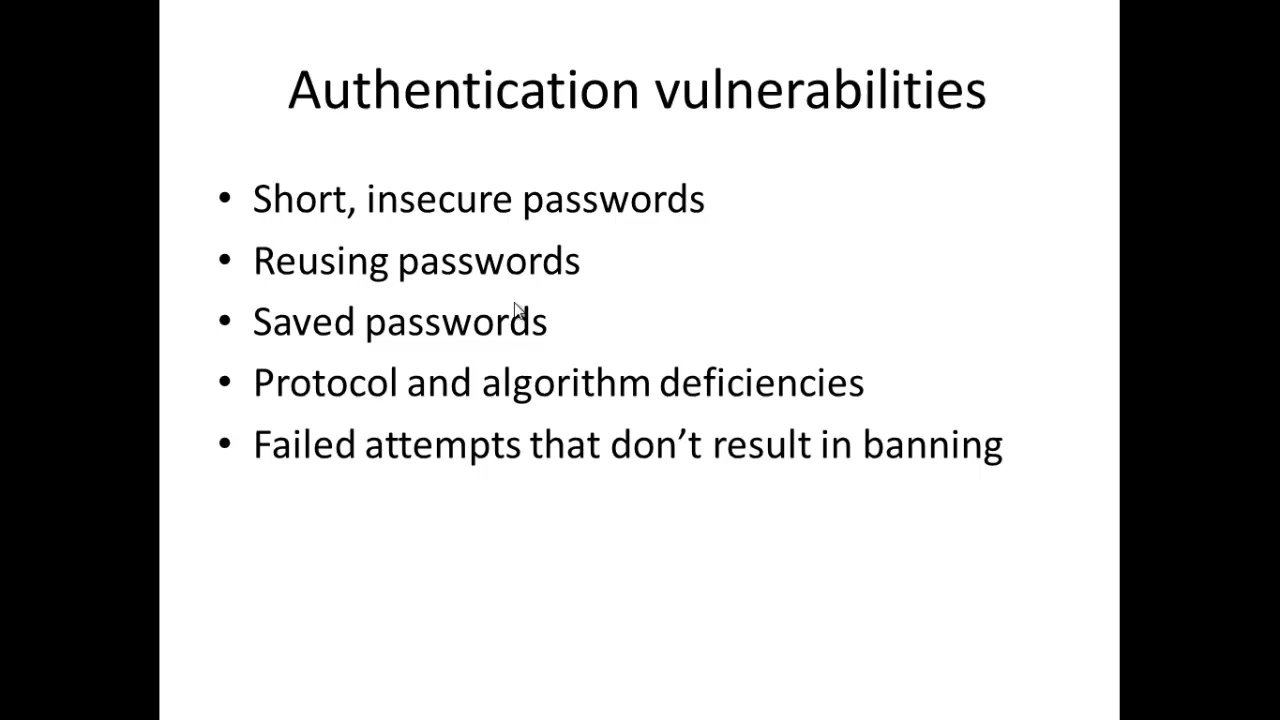 Authentication vulnerabilities
• Short, insecure passwords
• Reusing passwords
• Saved passwords
• Protocol and algorithm deficiencies
• Failed attempts that don’t result in banning